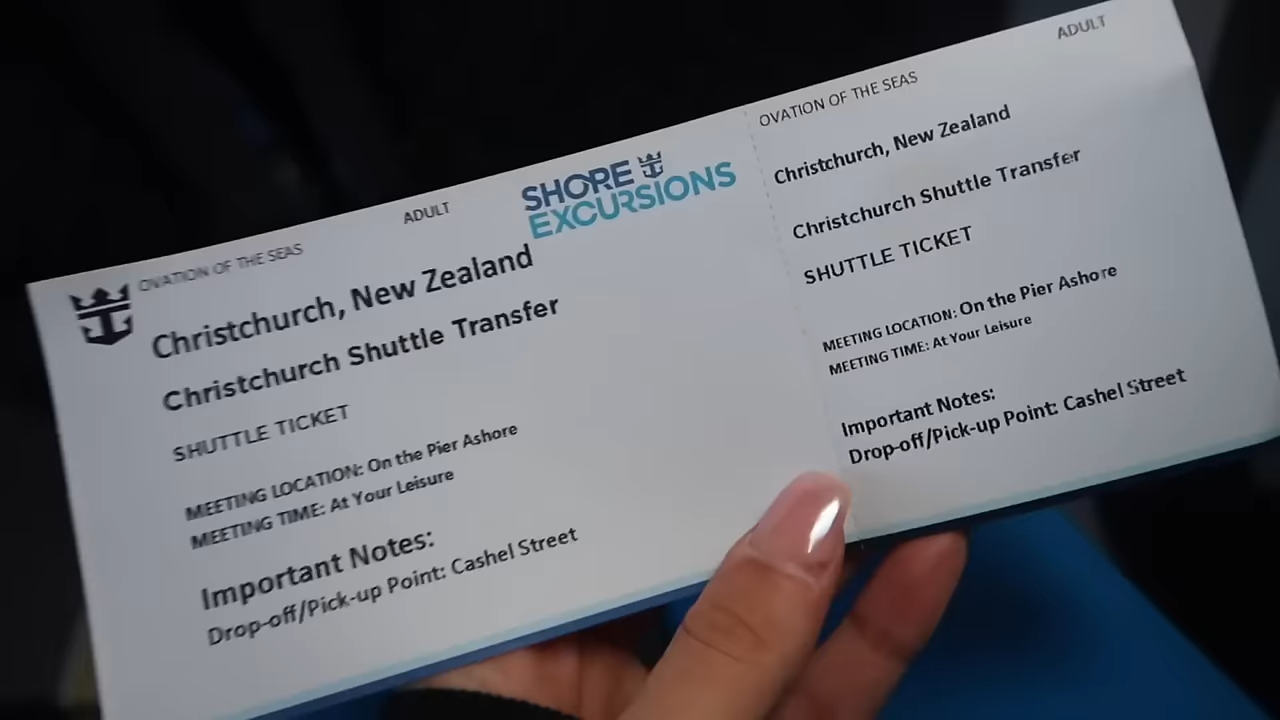 OVATION OF THE SEAS
ADULT
SHORE
EXCURSIONS
Christchurch, New Zealand
Christchurch Shuttle Transfer
SHUTTLE TICKET
MEETING LOCATION: On the Pier Ashore
MEETING TIME: At Your Leisure
Important Notes:
Drop-off/Pick-up Point: Cashel Street
ADULT
OVATION OF THE SEAS
Christchurch, New Zealand
Christchurch Shuttle Transfer
SHUTTLE TICKET
MEETING LOCATION: On the Pier Ashore
MEETING TIME: At Your Leisure
Important Notes:
Drop-off/Pick-up Point: Cashel Street